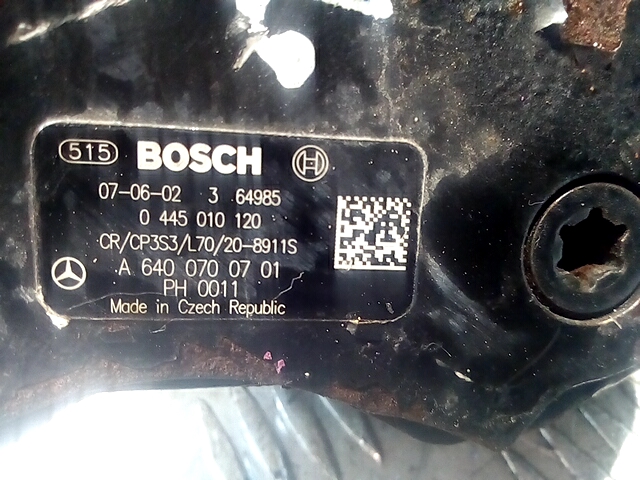 515 BOSCH
07-06-02 3 64985
0 445 010 120
CR/CP3S3/L70/20-8911S
A 640 070 07 01
PH 0011
Made in Czech Republic